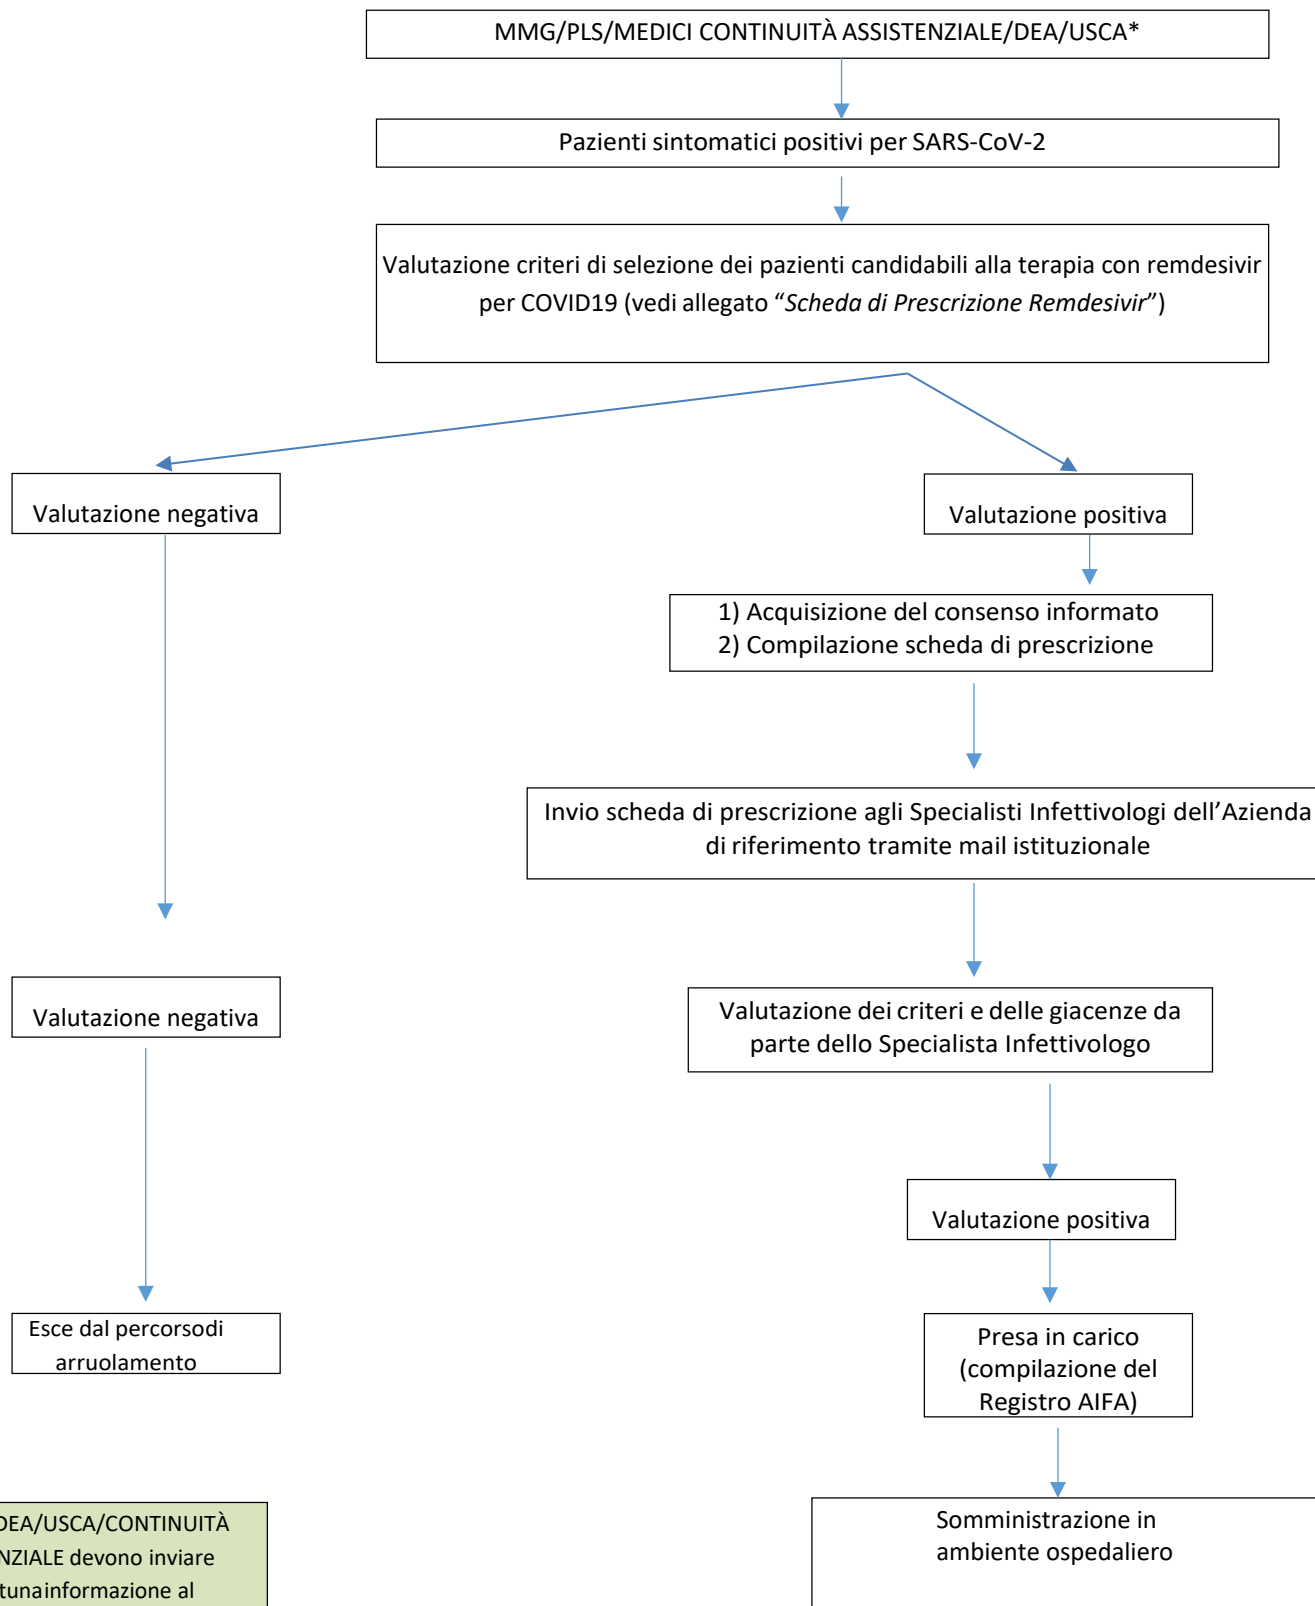 MMG/PLS/MEDICI CONTINUITÀ ASSISTENZIALE/DEA/USCA*
Pazienti sintomatici positivi per SARS-CoV-2
Valutazione criteri di selezione dei pazienti candidabili alla terapia con remdesivir
per COVID19 (vedi allegato “Scheda di Prescrizione Remdesivir”)
Valutazione negativa
Valutazione positiva
1) Acquisizione del consenso informato
2) Compilazione scheda di prescrizione
Invio scheda di prescrizione agli Specialisti Infettivologi dell’Azienda
di riferimento tramite mail istituzionale
Valutazione negativa
Valutazione dei criteri e delle giacenze da
parte dello Specialista Infettivologo
Valutazione positiva
Esce dal percorsodi
arruolamento
Presa in carico
(compilazione del
Registro AIFA)
DEA/USCA/CONTINUITÀ
NZIALE devono inviare
tunainformazione al
Somministrazione in
ambiente ospedaliero